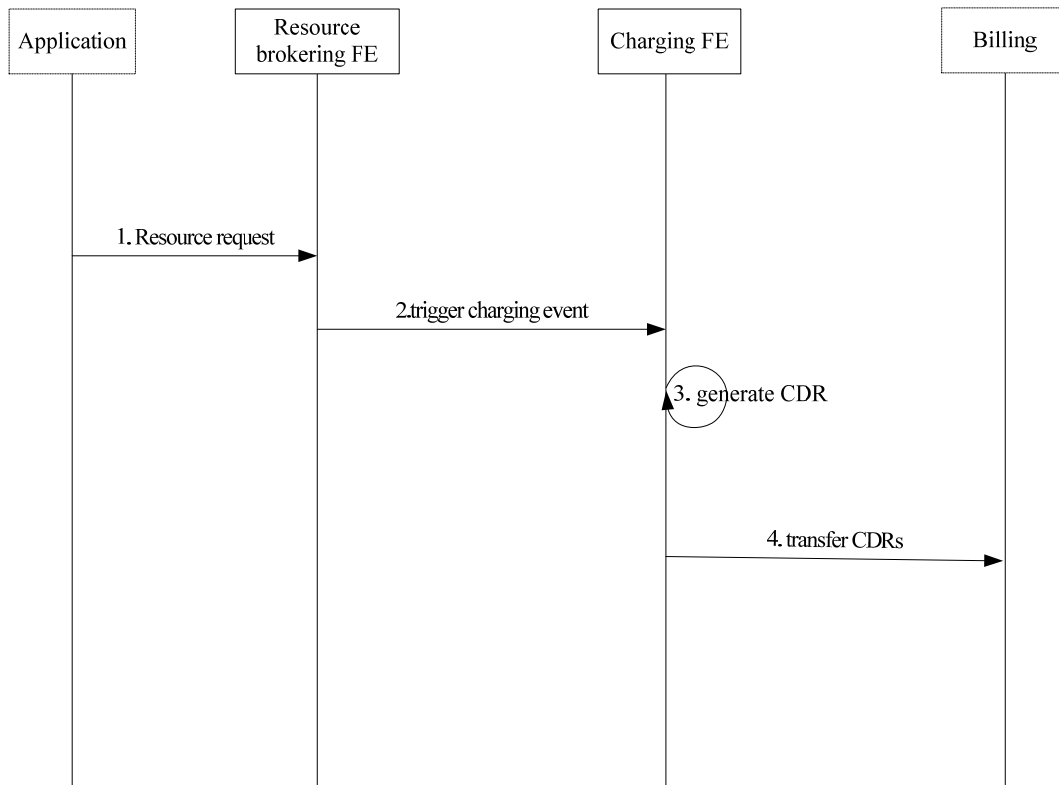 Application
Resource
brokering FE
Charging FE
Billing
1. Resource request
2.trigger charging event
3. generate CDR
4. transfer CDRs